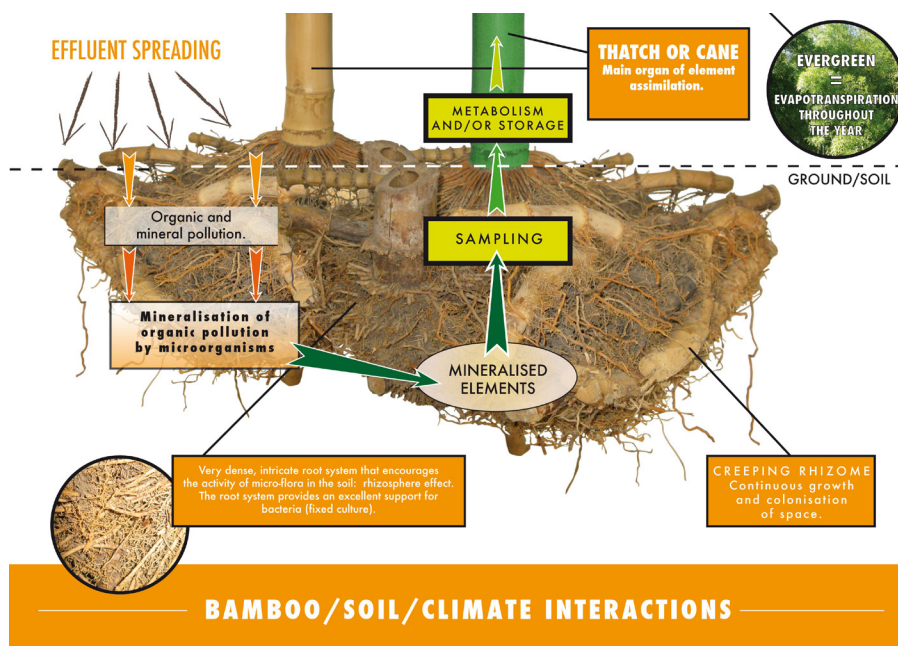 EFFLUENT SPREADING
THATCH OR CANE
Main organ of element
assimilation.
EVERGREEN
=
EVAPOTRANSPIRATION
THROUGHOUT
THE YEAR
METABOLISM
AND/OR STORAGE
GROUND/SOIL
Organic and
mineral pollution.
SAMPLING
Mineralisation of
organic pollution
by microorganisms
MINERALISED
ELEMENTS
Very dense, intricate root system that encourages
the activity of micro-flora in the soil: rhizosphere effect.
The root system provides an excellent support for
bacteria (fixed culture).
CREEPING RHIZOME
Continuous growth
and colonisation
of space.
BAMBOO/SOIL/CLIMATE INTERACTIONS